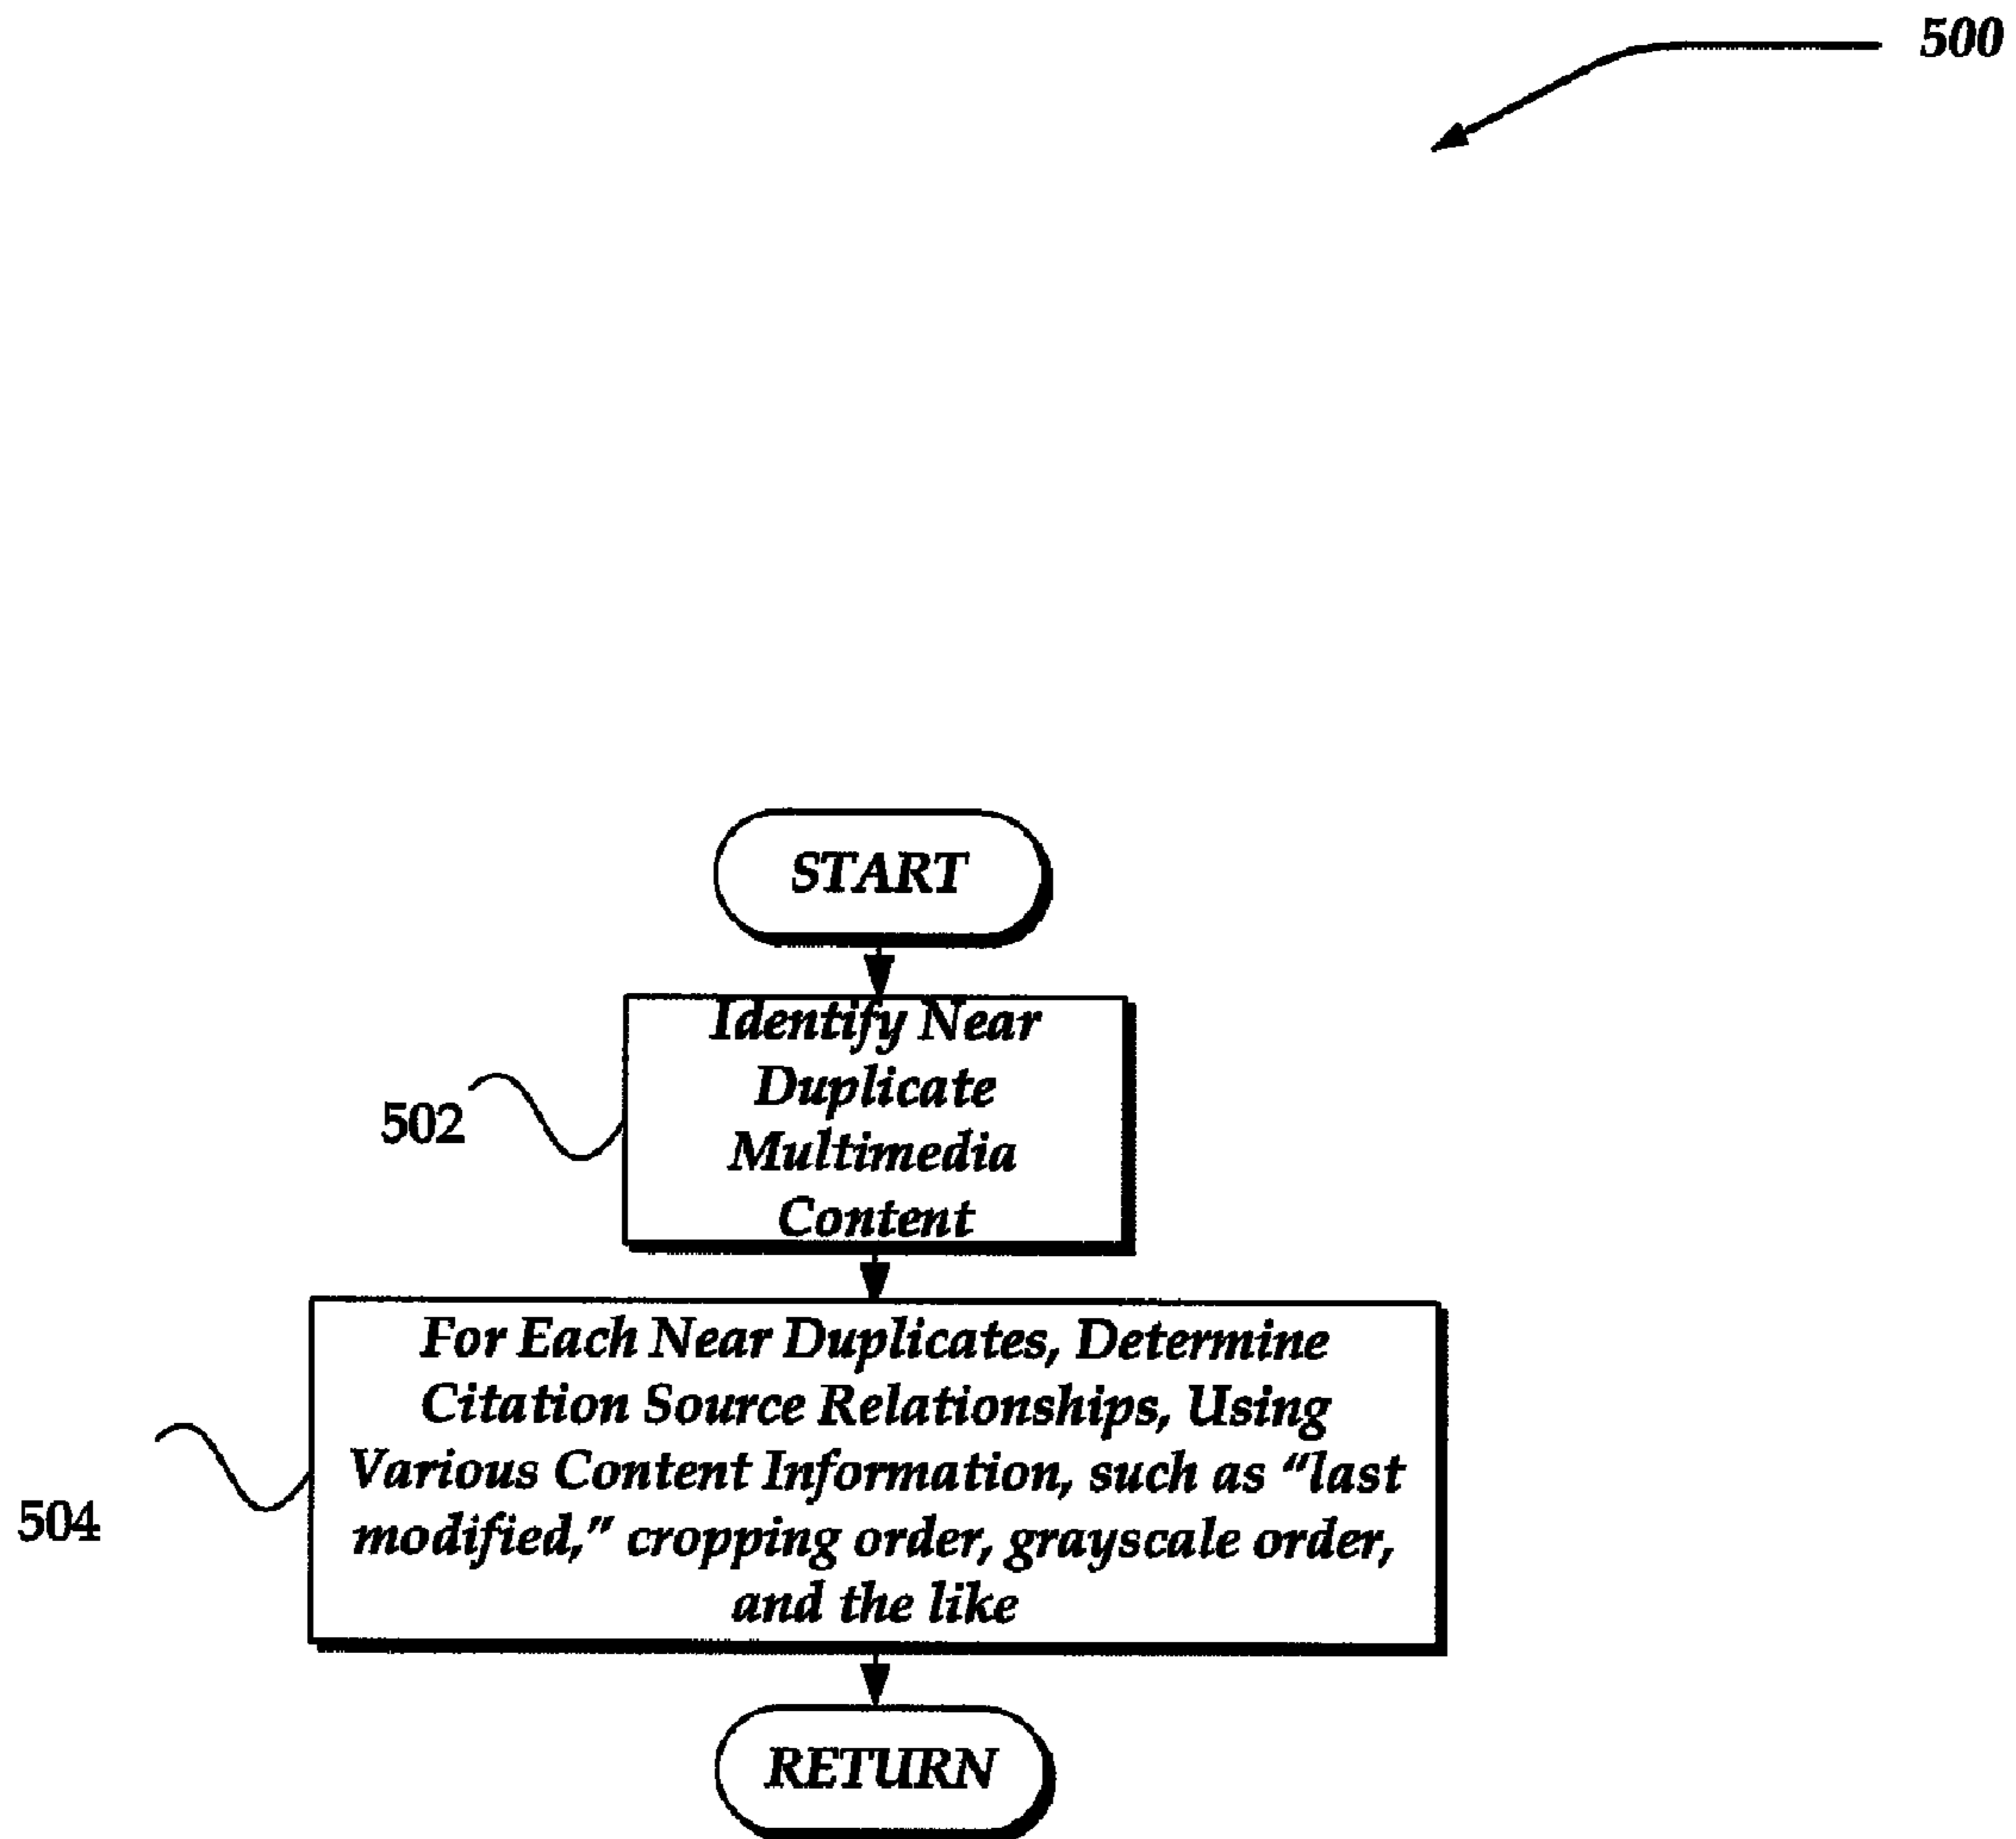 500
START
Identify Near
Duplicate
Multimedia
Content
502
For Each Near Duplicates, Determine
Citation Source Relationships, Using
Various Content Information, such as “last
modified,” cropping order, grayscale order,
and the like
504
RETURN